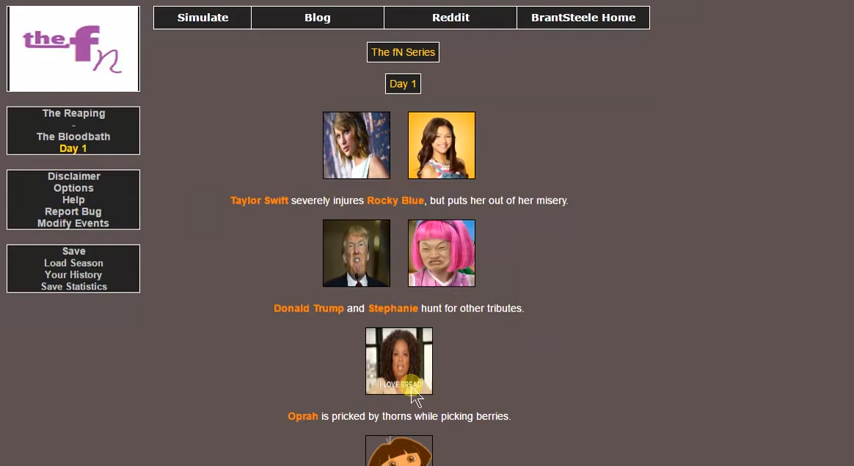 the fn
Simulate
Blog
Reddit
BrantSteele Home
The fN Series
Day 1
The Reaping
-
The Bloodbath
Day 1
Disclaimer
Options
Help
Report Bug
Modify Events
Save
Load Season
Your History
Save Statistics
Taylor Swift severely injures Rocky Blue, but puts her out of her misery.
Donald Trump and Stephanie hunt for other tributes.
I LOVE BREAD
Oprah is pricked by thorns while picking berries.